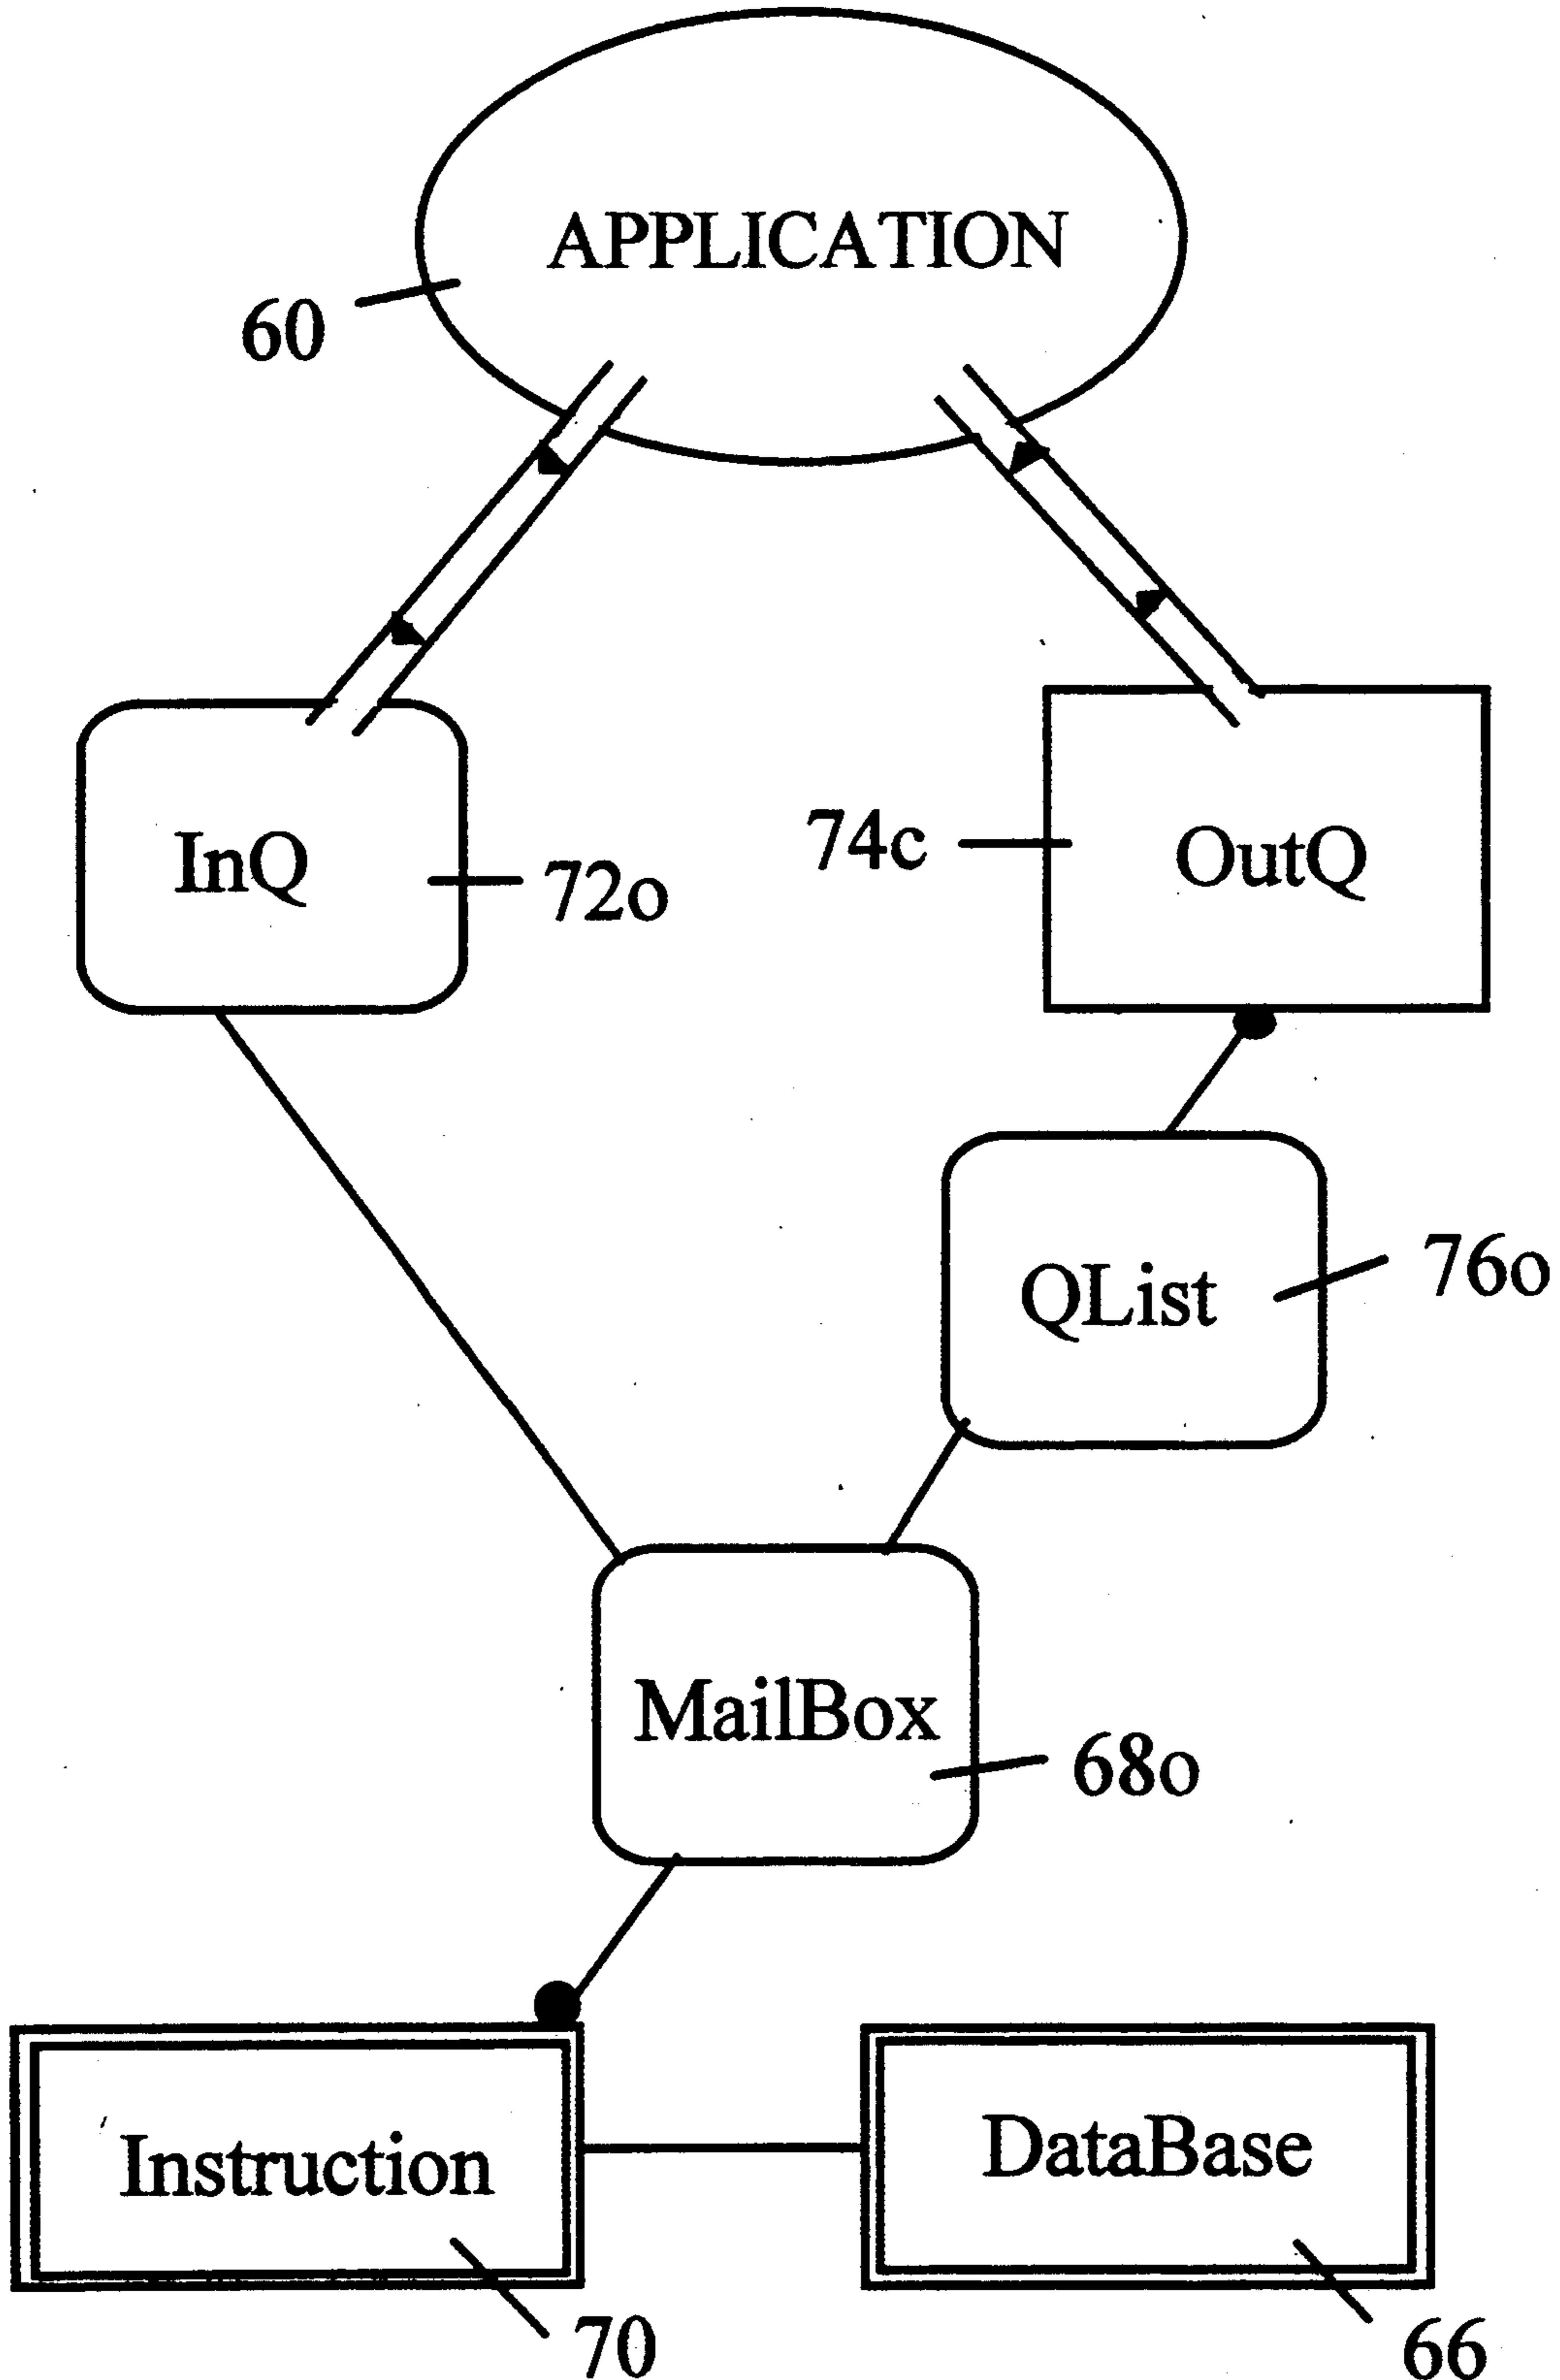 APPLICATION
60
InQ
72o
74c
OutQ
QList
76o
MailBox
68o
Instruction
DataBase
70
66